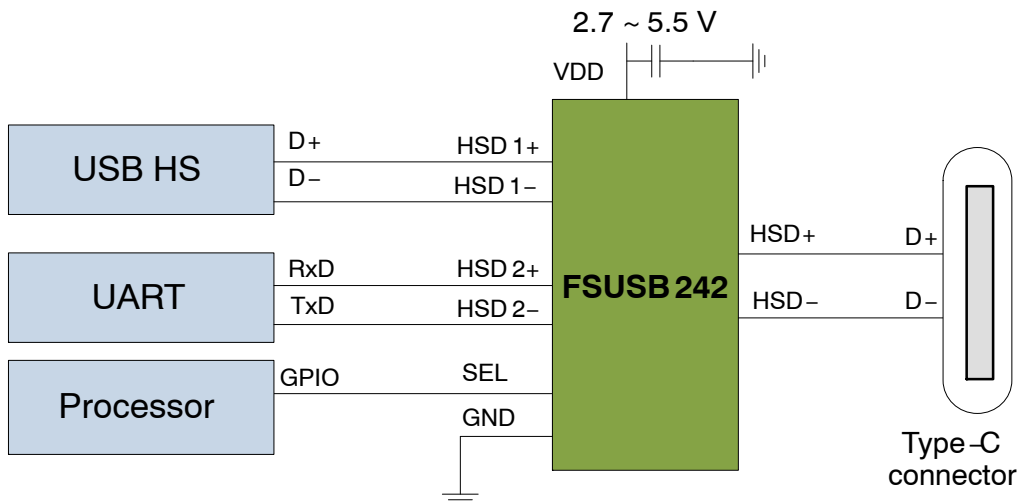 2.7 ~ 5.5 V
VDD
USB HS
D+
HSD 1+
D−
HSD 1−
UART
RxD
HSD 2+
TxD
HSD 2−
FSUSB 242
HSD+
D+
HSD−
D−
Processor
GPIO
SEL
GND
Type−C
connector